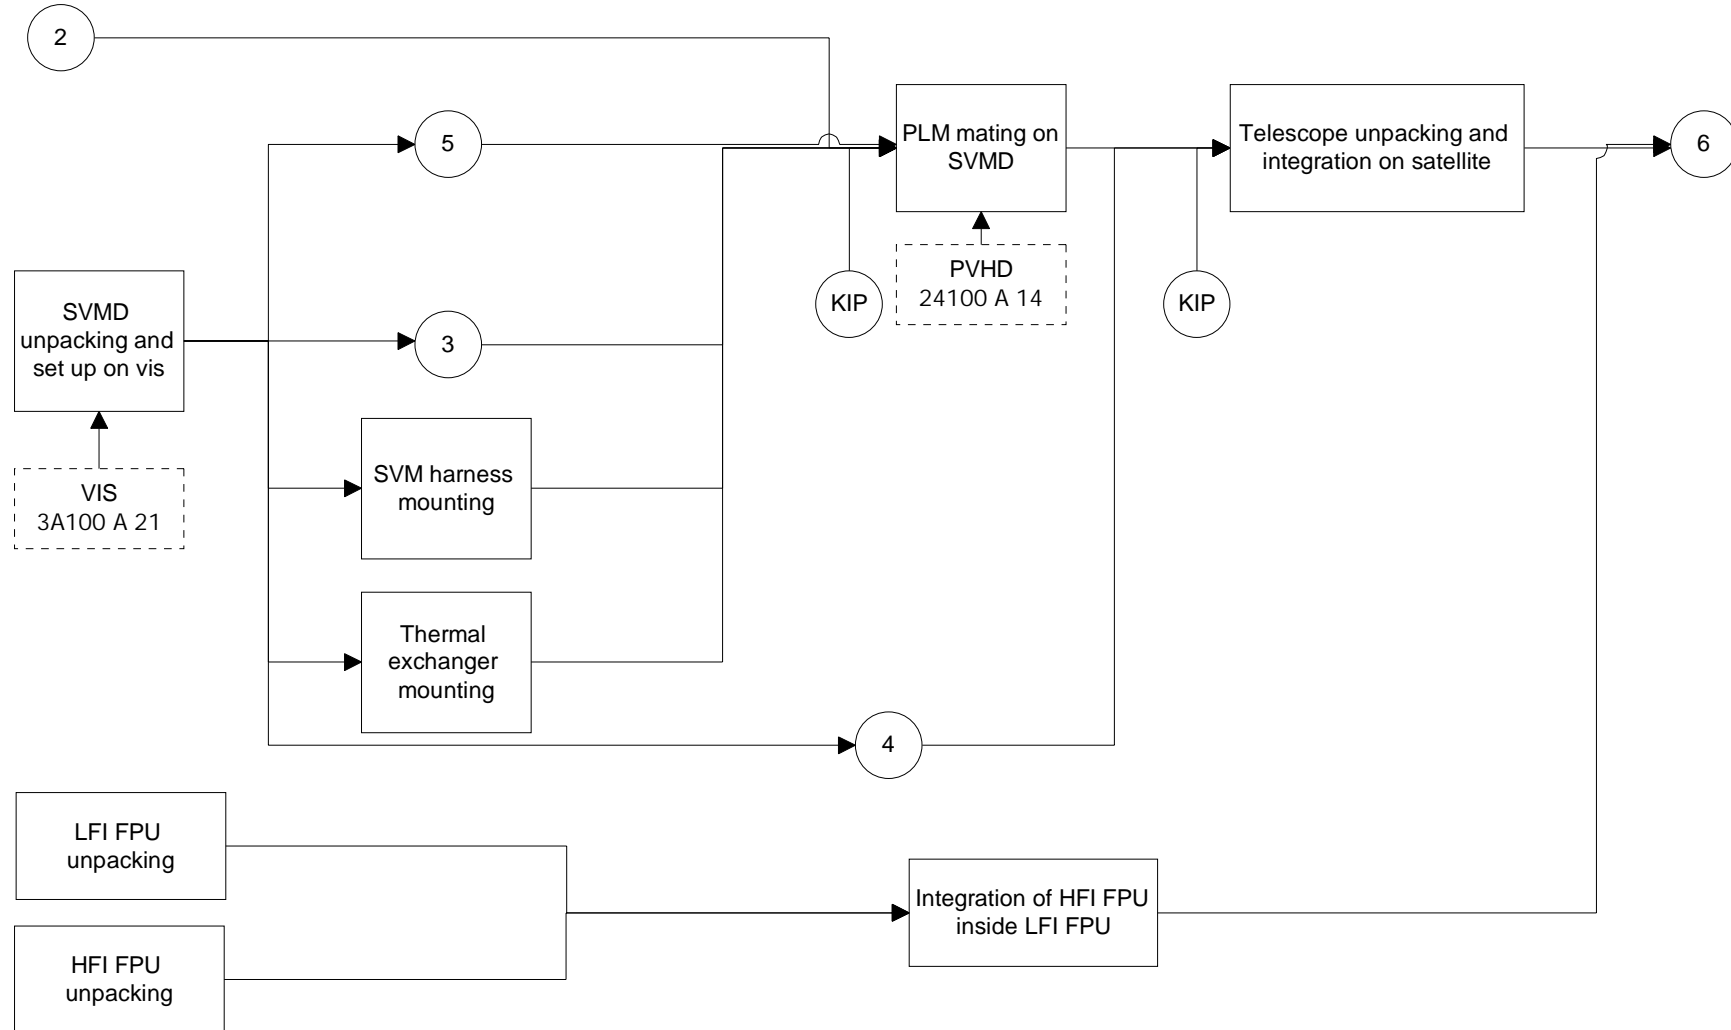 2
5
PLM mating on
SVMD
Telescope unpacking and
integration on satellite
6
SVMD
unpacking and
set up on vis
3
KIP
PVHD
24100 A 14
KIP
SVM harness
mounting
VIS
3A100 A 21
Thermal
exchanger
mounting
4
LFI FPU
unpacking
Integration of HFI FPU
inside LFI FPU
HFI FPU
unpacking